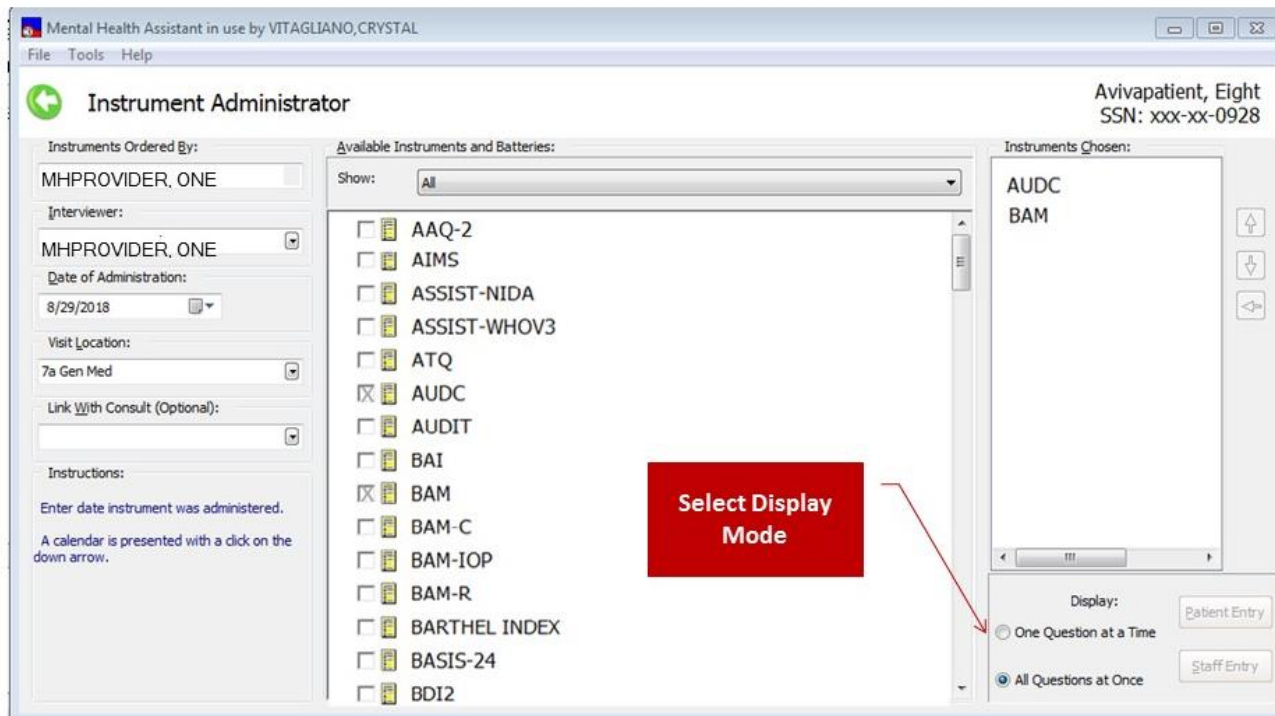 Mental Health Assistant in use by VITAGLIANO,CRYSTAL
File Tools Help
Instrument Administrator
Avivapatient, Eight
SSN: xxx-xx-0928
Instruments Ordered By:
MHPROVIDER, ONE
Interviewer:
MHPROVIDER, ONE
Date of Administration:
8/29/2018
Visit Location:
7a Gen Med
Link With Consult (Optional):
Instructions:
Enter date instrument was administered.
A calendar is presented with a click on the
down arrow.
Available Instruments and Batteries:
Show: All
AAQ-2
AIMS
ASSIST-NIDA
ASSIST-WHOV3
ATQ
AUDC
AUDIT
BAI
BAM
BAM-C
BAM-IOP
BAM-R
BARTHEL INDEX
BASIS-24
BDI2
Select Display
Mode
Instruments Chosen:
AUDC
BAM
Display:
One Question at a Time
All Questions at Once
Patient Entry
Staff Entry